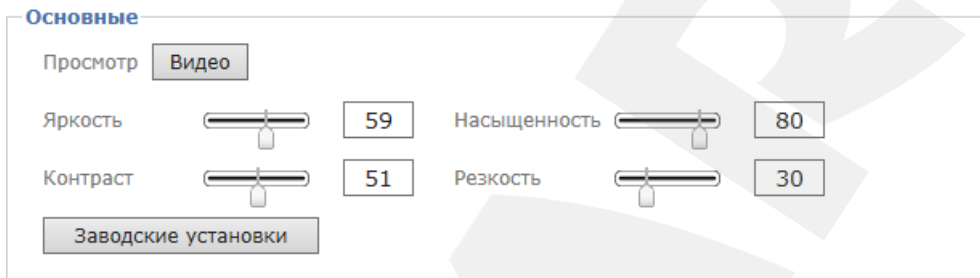 Основные
Просмотр Видео
Яркость 59 Насыщенность 80
Контраст 51 Резкость 30
Заводские установки